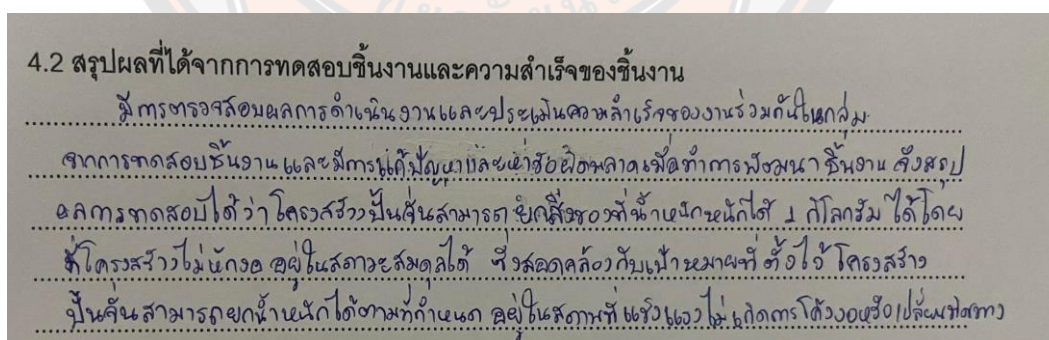 4.2 สรุปผลที่ได้จากการทดสอบชิ้นงานและความสำเร็จของชิ้นงาน
มีการตรวจสอบผลการดำเนินงานและประเมินความสำเร็จของงานร่วมกันในกลุ่ม
จากการทดสอบชิ้นงาน และมีการแก้ปัญหาและหาข้อผิดพลาดเพื่อทำการพัฒนาชิ้นงาน จึงสรุป
ผลการทดสอบได้ว่า โครงสร้างปั้นจั่นสามารถยกสิ่งของที่น้ำหนักหนักได้ 1 กิโลกรัม ได้โดย
ที่โครงสร้างไม่หักงอ อยู่ในสภาวะสมดุลได้ ซึ่งสอดคล้องกับเป้าหมายที่ตั้งไว้ โครงสร้าง
ปั้นจั่นสามารถยกน้ำหนักได้ตามที่กำหนด อยู่ในสถานที่แข็งแรงไม่เกิดการโค้งงอหรือเปลี่ยนทิศทาง